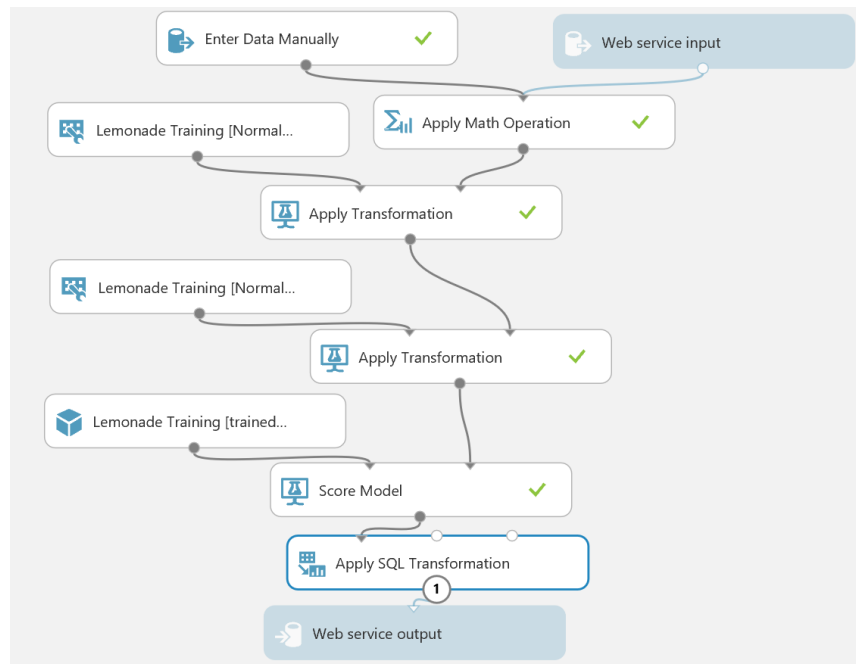 Enter Data Manually
Web service input
Lemonade Training [Normal...
Apply Math Operation
Apply Transformation
Lemonade Training [Normal...
Apply Transformation
Lemonade Training [trained...
Score Model
Apply SQL Transformation
1
Web service output